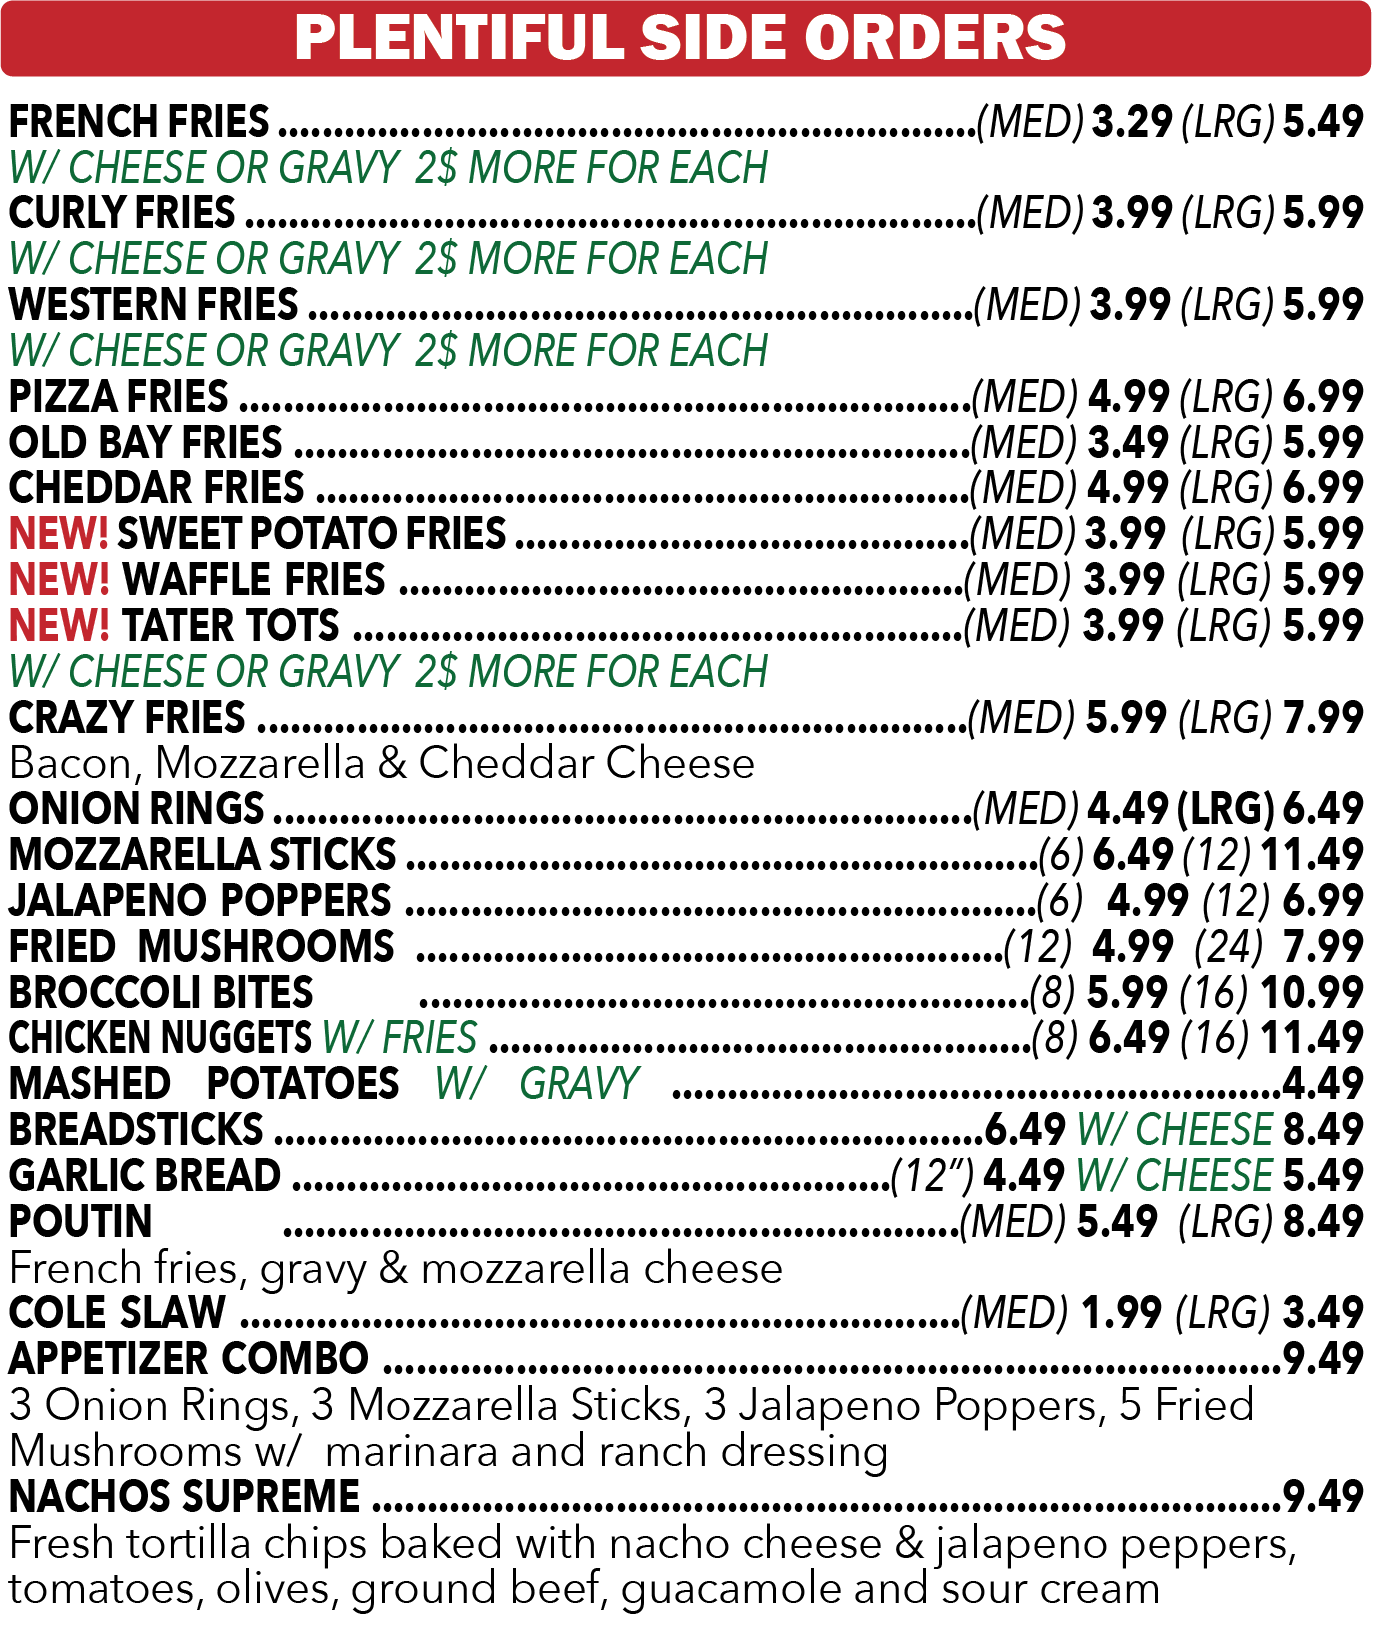 PLENTIFUL SIDE ORDERS
FRENCH FRIES ..............................................................(MED) 3.29 (LRG) 5.49
W/ CHEESE OR GRAVY 2$ MORE FOR EACH
CURLY FRIES .................................................................(MED) 3.99 (LRG) 5.99
W/ CHEESE OR GRAVY 2$ MORE FOR EACH
WESTERN FRIES ...........................................................(MED) 3.99 (LRG) 5.99
W/ CHEESE OR GRAVY 2$ MORE FOR EACH
PIZZA FRIES .................................................................(MED) 4.99 (LRG) 6.99
OLD BAY FRIES ............................................................(MED) 3.49 (LRG) 5.99
CHEDDAR FRIES ..........................................................(MED) 4.99 (LRG) 6.99
NEW! SWEET POTATO FRIES ........................................(MED) 3.99 (LRG) 5.99
NEW! WAFFLE FRIES ..................................................(MED) 3.99 (LRG) 5.99
NEW! TATER TOTS ......................................................(MED) 3.99 (LRG) 5.99
W/ CHEESE OR GRAVY 2$ MORE FOR EACH
CRAZY FRIES ...............................................................(MED) 5.99 (LRG) 7.99
Bacon, Mozzarella & Cheddar Cheese
ONION RINGS ..............................................................(MED) 4.49 (LRG) 6.49
MOZZARELLA STICKS ........................................................(6) 6.49 (12) 11.49
JALAPENO POPPERS ........................................................(6) 4.99 (12) 6.99
FRIED MUSHROOMS ....................................................(12) 4.99 (24) 7.99
BROCCOLI BITES ......................................................(8) 5.99 (16) 10.99
CHICKEN NUGGETS W/ FRIES ................................................(8) 6.49 (16) 11.49
MASHED POTATOES W/ GRAVY ......................................................4.49
BREADSTICKS ...............................................................6.49 W/ CHEESE 8.49
GARLIC BREAD .....................................................(12”) 4.49 W/ CHEESE 5.49
POUTIN ............................................................(MED) 5.49 (LRG) 8.49
French fries, gravy & mozzarella cheese
COLE SLAW ................................................................(MED) 1.99 (LRG) 3.49
APPETIZER COMBO ................................................................................9.49
3 Onion Rings, 3 Mozzarella Sticks, 3 Jalapeno Poppers, 5 Fried
Mushrooms w/ marinara and ranch dressing
NACHOS SUPREME .................................................................................9.49
Fresh tortilla chips baked with nacho cheese & jalapeno peppers,
tomatoes, olives, ground beef, guacamole and sour cream